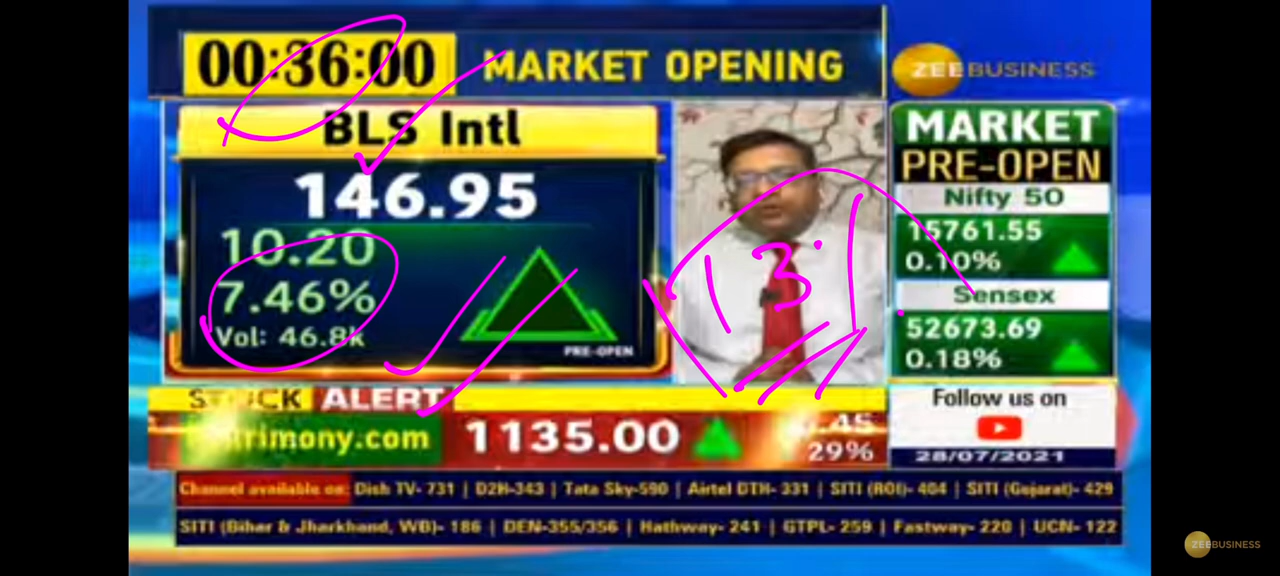 00:36:00 MARKET OPENING
ZEEBUSINESS
BLS Intl
146.95
10.20
7.46%
Vol: 46.8k
PRE-OPEN
13
MARKET
PRE-OPEN
Nifty 50
15761.55
0.10%
Sensex
52673.69
0.18%
STOCK ALERT
trimony.com 1135.00
.45
29%
Follow us on
28/07/2021
Channel available on: Dish TV- 731 | D2H-343 | Tata Sky-590 | Airtel DTH- 331 | SITI (ROI)- 404 | SITI (Gujarat)- 429
SITI (Bihar & Jharkhand, WB)- 186 | DEN-355/356 | Hathway- 241 | GTPL- 259 | Fastway- 220 | UCN- 122
ZEEBUSINESS